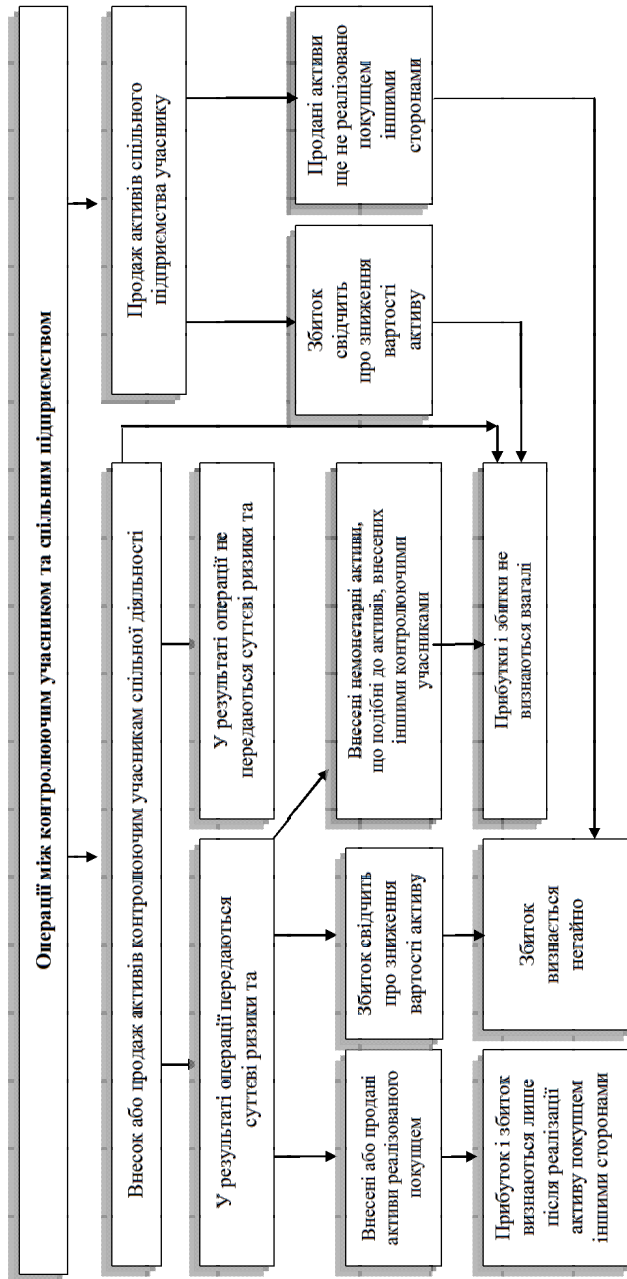 Операції між контролюючим учасником та спільним підприємством
Внесок або продаж активів контролюючим учасникам спільної діяльності
Продаж активів спільного
підприємства учаснику
У результаті операції передаються
суттєві ризики та
У результаті операції не
передаються суттєві ризики та
Збиток
свідчить
про зниження
вартості
активу
Продані активи
ще не реалізовано
покупцем
іншими
сторонами
Внесені або продані
активи реалізованого
покупцем
Збиток свідчить
про зниження
вартості активу
Внесені немонетарні активи,
що подібні до активів, внесених
іншими контролюючими
учасниками
Прибуток і збиток
визнаються лише
після реалізації
активу покупцем
іншими сторонами
Збиток
визнається
негайно
Прибутки і збитки не
визнаються взагалі